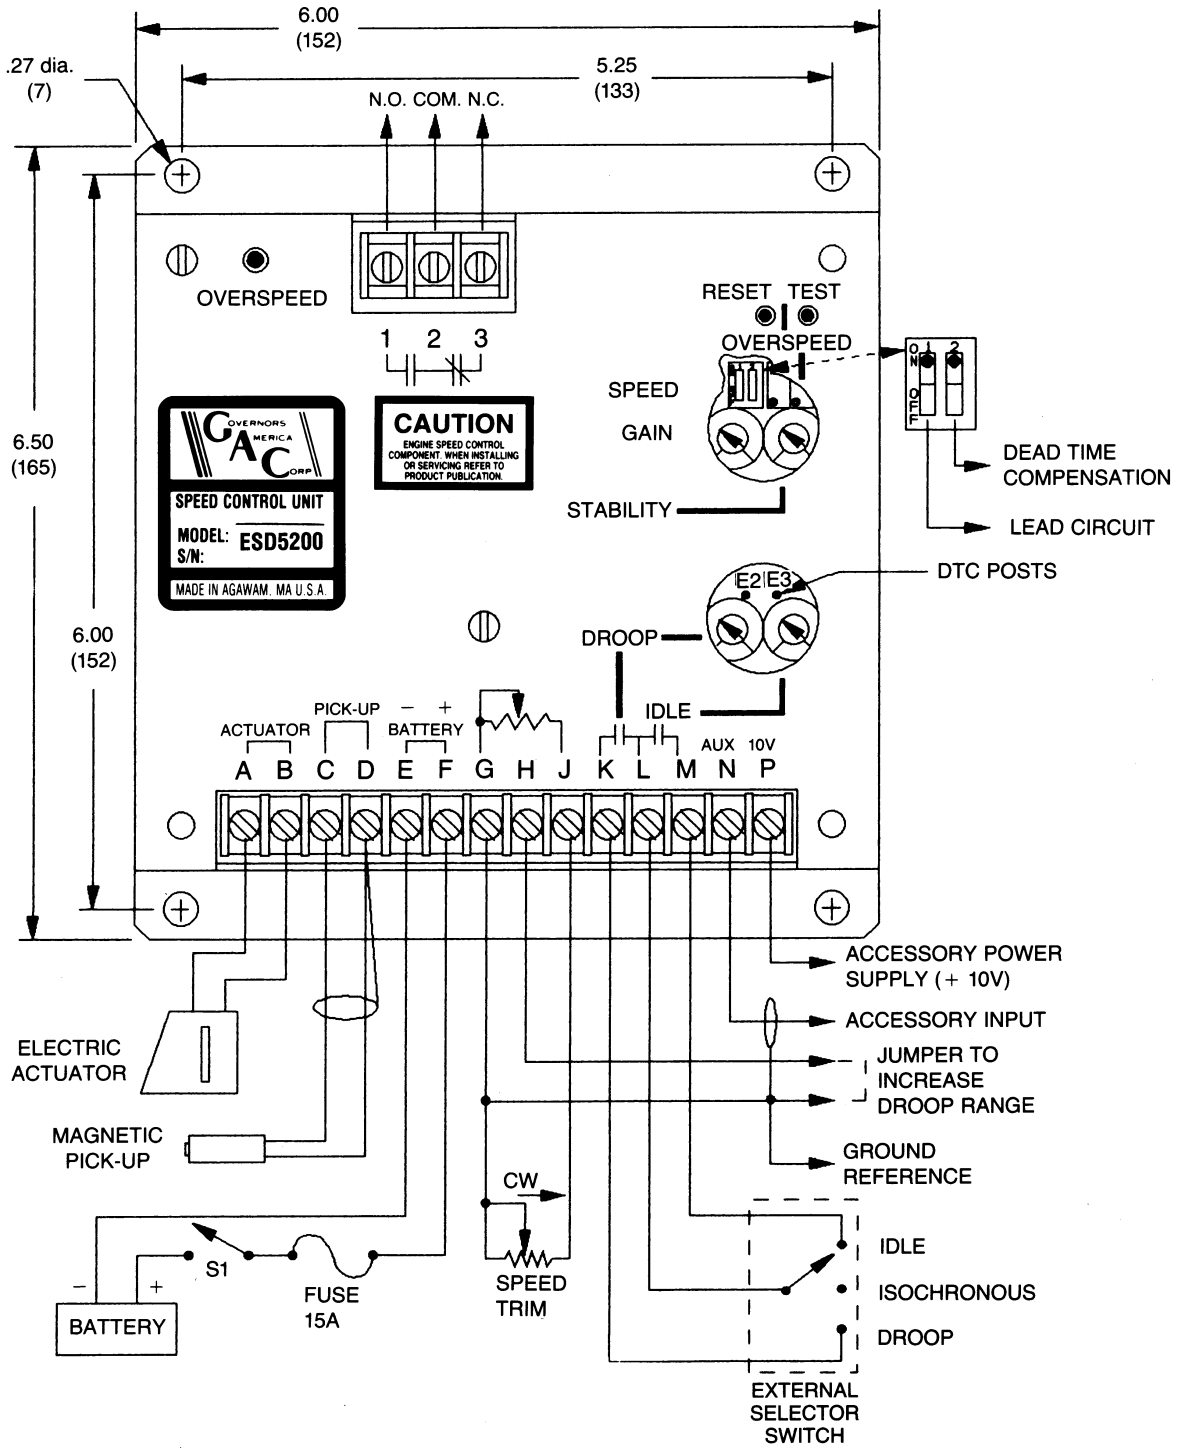 6.00
(152)
.27 dia.
(7)
5.25
(133)
N.O. COM. N.C.
OVERSPEED
1 2 3
RESET TEST
OVERSPEED
1 2
ON
OFF
SPEED
GAIN
6.50
(165)
GOVERNORS
AMERICA
CORP
SPEED CONTROL UNIT
MODEL: ESD5200
S/N:
MADE IN AGAWAM, MA U.S.A.
CAUTION
ENGINE SPEED CONTROL
COMPONENT. WHEN INSTALLING
OR SERVICING REFER TO
PRODUCT PUBLICATION.
DEAD TIME
COMPENSATION
STABILITY
LEAD CIRCUIT
E2 E3
DTC POSTS
6.00
(152)
DROOP
IDLE
PICK-UP
− +
ACTUATOR
BATTERY
AUX 10V
A B C D E F G H J K L M N P
ACCESSORY POWER
SUPPLY (+ 10V)
ACCESSORY INPUT
ELECTRIC
ACTUATOR
JUMPER TO
INCREASE
DROOP RANGE
MAGNETIC
PICK-UP
GROUND
REFERENCE
CW
IDLE
S1
− +
FUSE
15A
SPEED
TRIM
ISOCHRONOUS
BATTERY
DROOP
EXTERNAL
SELECTOR
SWITCH